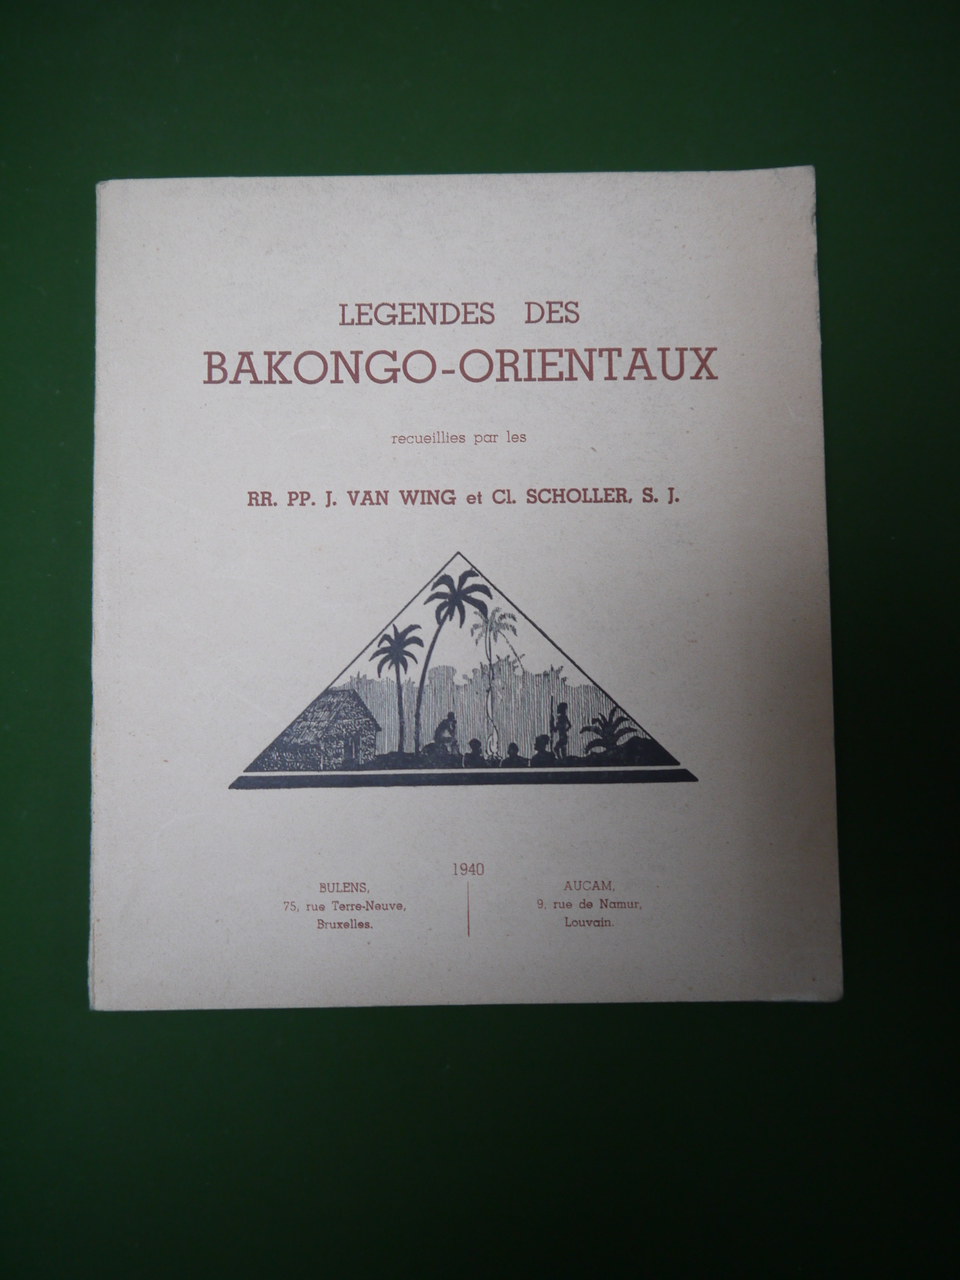 LEGENDES DES
BAKONGO-ORIENTAUX
recueillies par les
RR. PP. J. VAN WING et Cl. SCHOLLER, S. J.
1940
BULENS,
75, rue Terre-Neuve,
Bruxelles.
AUCAM,
9, rue de Namur,
Louvain.